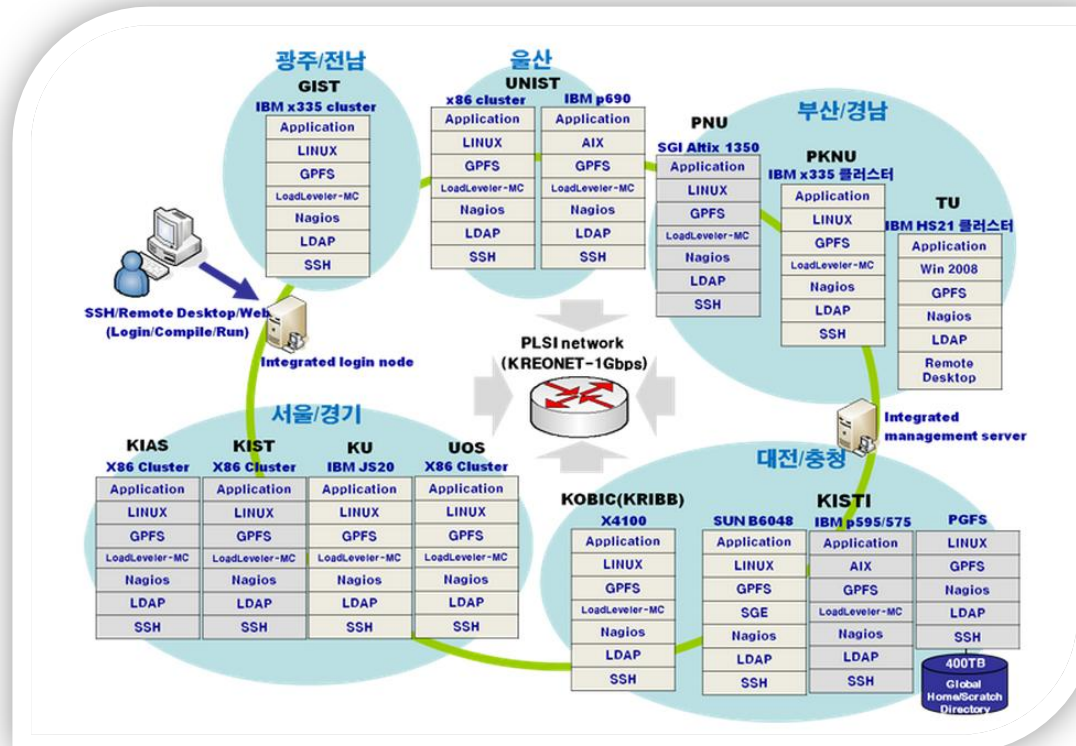 광주/전남
GIST
IBM x335 cluster
Application
LINUX
GPFS
LoadLeveler-MC
Nagios
LDAP
SSH
울산
UNIST
x86 cluster
Application
LINUX
GPFS
LoadLeveler-MC
Nagios
LDAP
SSH
IBM p690
Application
AIX
GPFS
LoadLeveler-MC
Nagios
LDAP
SSH
부산/경남
PNU
SGI Altix 1350
Application
LINUX
GPFS
LoadLeveler-MC
Nagios
LDAP
SSH
PKNU
IBM x335 클러스터
Application
LINUX
GPFS
LoadLeveler-MC
Nagios
LDAP
SSH
TU
IBM HS21 클러스터
Application
Win 2008
GPFS
Nagios
LDAP
Remote
Desktop
SSH/Remote Desktop/Web
(Login/Compile/Run)
Integrated login node
PLSI network
(KREONET-1Gbps)
Integrated
management server
서울/경기
KIAS
X86 Cluster
Application
LINUX
GPFS
LoadLeveler-MC
Nagios
LDAP
SSH
KIST
X86 Cluster
Application
LINUX
GPFS
LoadLeveler-MC
Nagios
LDAP
SSH
KU
IBM JS20
Application
LINUX
GPFS
LoadLeveler-MC
Nagios
LDAP
SSH
UOS
X86 Cluster
Application
LINUX
GPFS
LoadLeveler-MC
Nagios
LDAP
SSH
대전/충청
KOBIC(KRIBB)
X4100
Application
LINUX
GPFS
LoadLeveler-MC
Nagios
LDAP
SSH
KISTI
SUN B6048
Application
LINUX
GPFS
SGE
Nagios
LDAP
SSH
IBM p595/575
Application
AIX
GPFS
LoadLeveler-MC
Nagios
LDAP
SSH
PGFS
LINUX
GPFS
Nagios
LDAP
SSH
400TB
Global
Home/Scratch
Directory